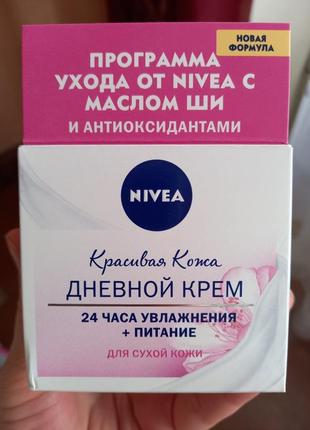 НОВАЯ
ФОРМУЛА
ПРОГРАММА
УХОДА ОТ NIVEA С
МАСЛОМ ШИ
И АНТИОКСИДАНТАМИ
NIVEA
Красивая Кожа
ДНЕВНОЙ КРЕМ
24 ЧАСА УВЛАЖНЕНИЯ
+ ПИТАНИЕ
ДЛЯ СУХОЙ КОЖИ